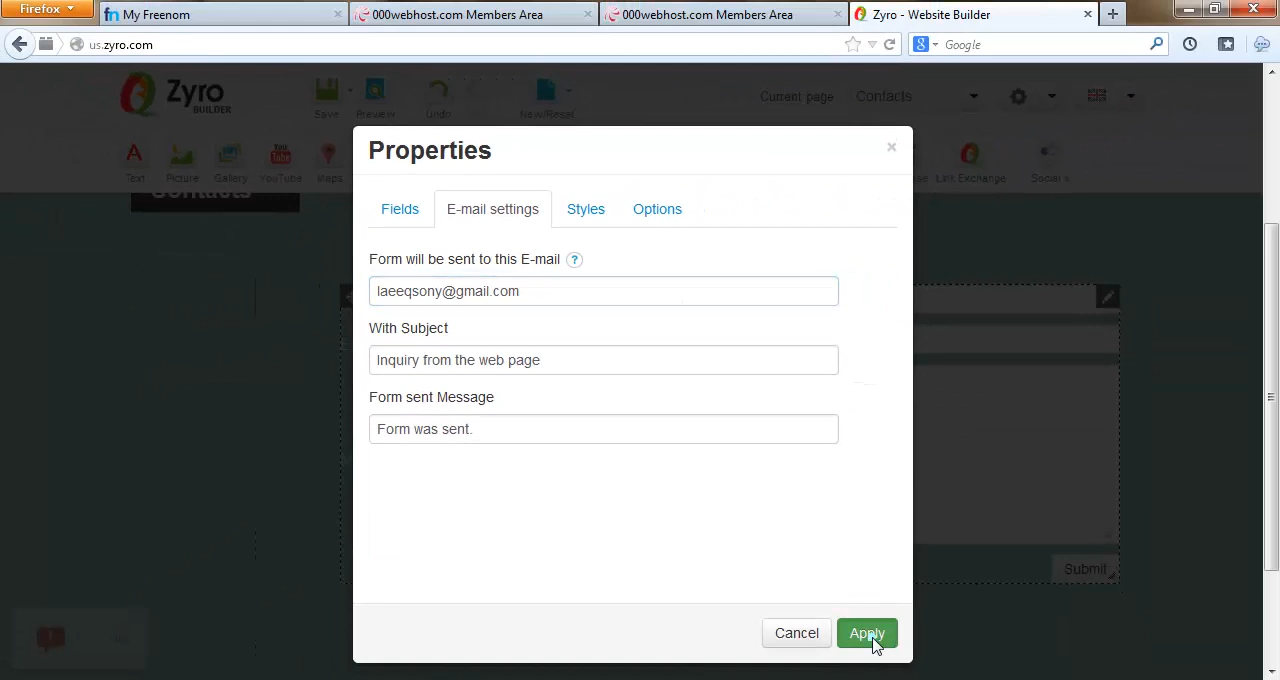 Firefox
My Freenom
000webhost.com Members Area
000webhost.com Members Area
Zyro - Website Builder
us.zyro.com
Google
Zyro
BUILDER
Save
Preview
Undo
New/Reset
Current page
Contacts
Text
Picture
Gallery
YouTube
Maps
Link Exchange
Social
Contacts
Properties
Fields
E-mail settings
Styles
Options
Form will be sent to this E-mail ?
laeeqsony@gmail.com
With Subject
Inquiry from the web page
Form sent Message
Form was sent.
Submit
Cancel
Apply